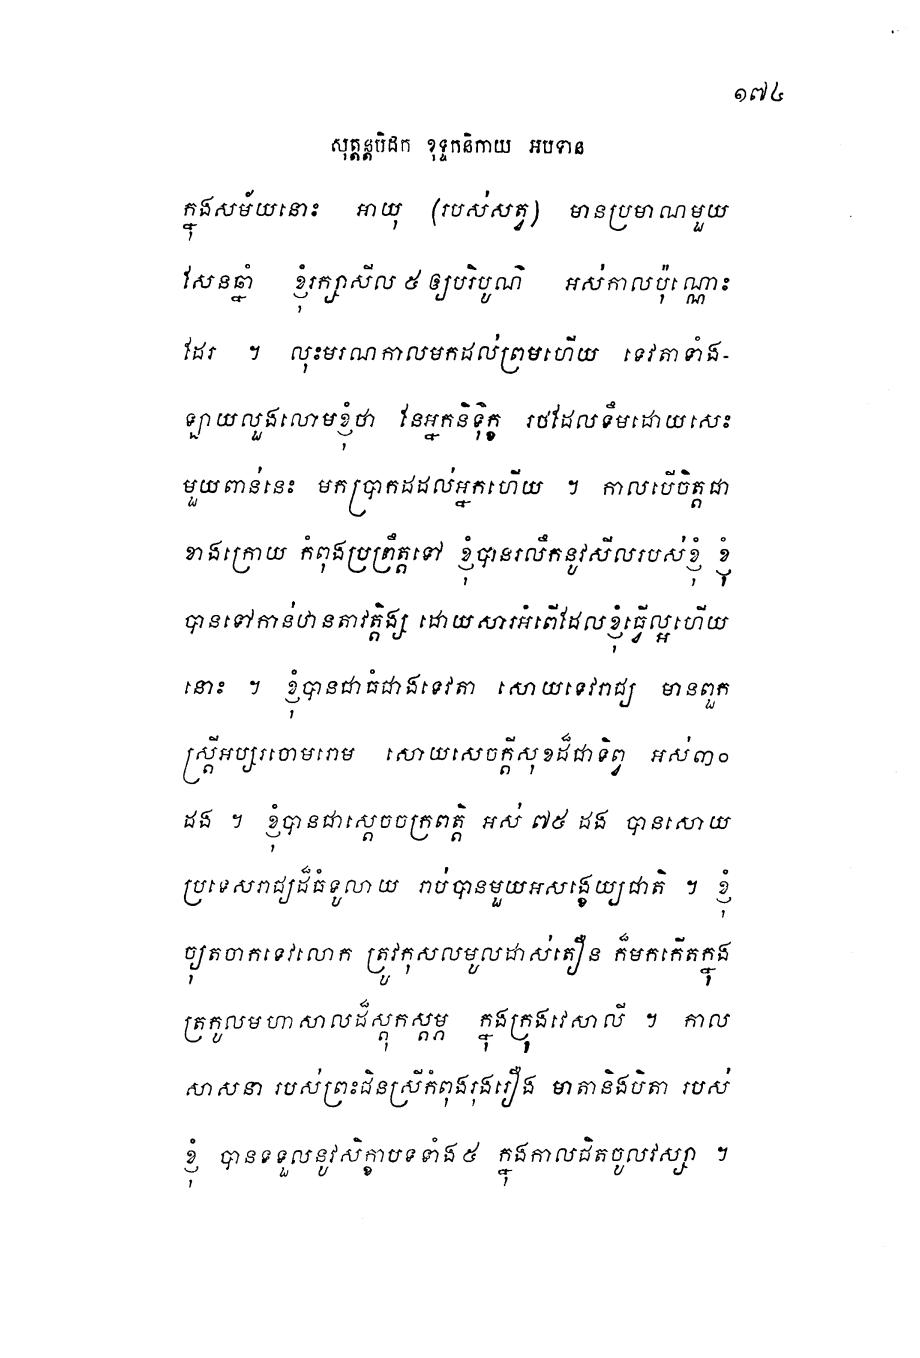 ១៧៤
សុត្តន្តបិដក ខុទ្ទកនិកាយ អបទាន
ក្នុងសម័យនោះ អាយុ (របស់សត្វ) មានប្រមាណមួយ
សែនឆ្នាំ ខ្ញុំរក្សាសីល ៥ ឲ្យបរិបូណ៌ អស់កាលប៉ុណ្ណោះ
ដែរ ។ លុះមរណកាលមកដល់ព្រមហើយ ទេវតាទាំង-
ឡាយលួងលោមខ្ញុំថា នែអ្នកនិទ្ទុក្ខ រថដែលទឹមដោយសេះ
មួយពាន់នេះ មកប្រាកដដល់អ្នកហើយ ។ កាលបើចិត្តជា
ខាងក្រោយ កំពុងប្រព្រឹត្តទៅ ខ្ញុំបានរលឹកនូវសីលរបស់ខ្ញុំ ខ្ញុំ
បានទៅកាន់ឋានតាវត្តិង្ស ដោយសារអំពើដែលខ្ញុំធ្វើល្អហើយ
នោះ ។ ខ្ញុំបានជាធំជាងទេវតា សោយទេវរាជ្យ មានពួក
ស្ត្រីអប្សរចោមរោម សោយសេចក្តីសុខដ៏ជាទិព្វ អស់៣០
ដង ។ ខ្ញុំបានជាស្តេចចក្រពត្តិ អស់ ៧៥ ដង បានសោយ
ប្រទេសរាជ្យដ៏ធំទូលាយ រាប់បានមួយអសង្ខេយ្យជាតិ ។ ខ្ញុំ
ច្យុតចាកទេវលោក ត្រូវកុសលមូលដាស់តឿន ក៏មកកើតក្នុង
ត្រកូលមហាសាលដ៏ស្តុកស្តម្ភ ក្នុងក្រុងវេសាលី ។ កាល
សាសនា របស់ព្រះជិនស្រីកំពុងរុងរឿង មាតានិងបិតា របស់
ខ្ញុំ បានទទួលនូវសិក្ខាបទទាំង៥ ក្នុងកាលជិតចូលវស្សា ។